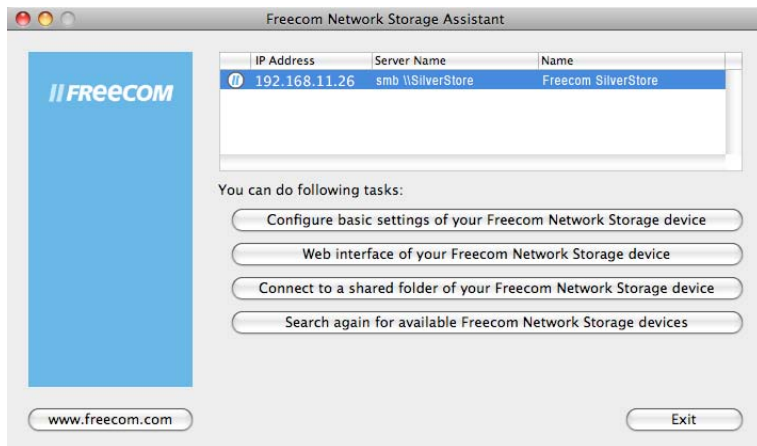 Freecom Network Storage Assistant
FREECOM
IP Address Server Name Name
192.168.11.26 smb \\SilverStore Freecom SilverStore
You can do following tasks:
Configure basic settings of your Freecom Network Storage device
Web interface of your Freecom Network Storage device
Connect to a shared folder of your Freecom Network Storage device
Search again for available Freecom Network Storage devices
www.freecom.com Exit